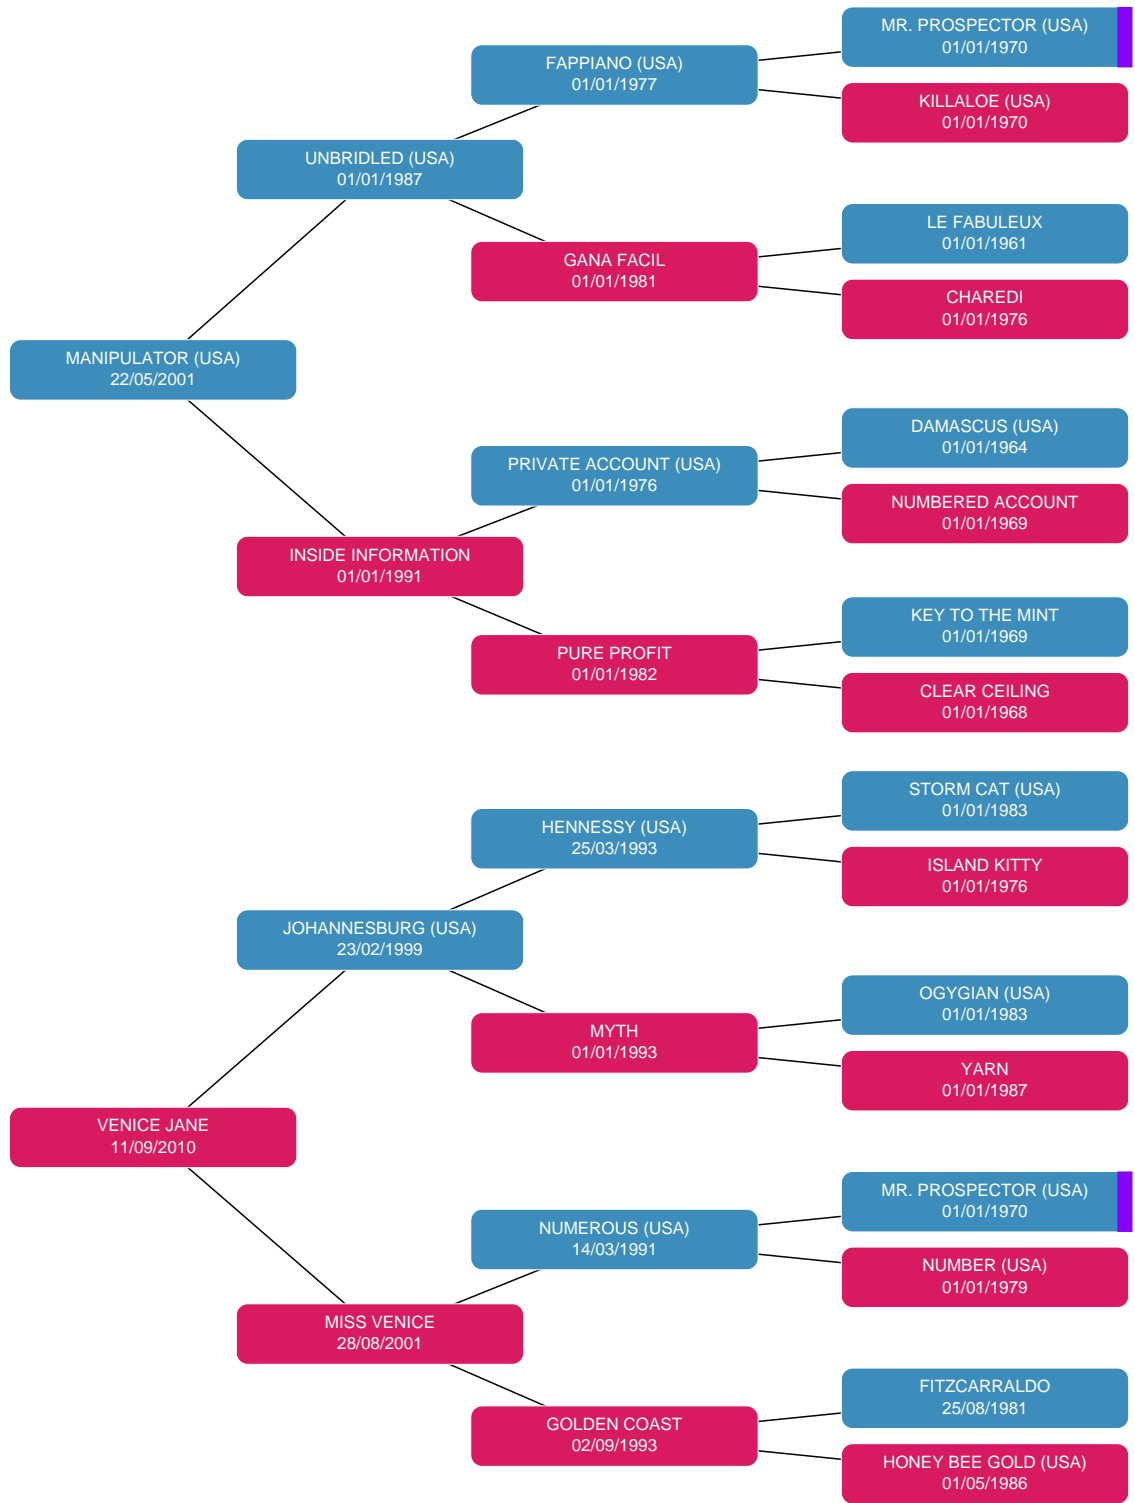 MR. PROSPECTOR (USA)
01/01/1970
FAPPIANO (USA)
01/01/1977
KILLALOE (USA)
01/01/1970
UNBRIDLED (USA)
01/01/1987
LE FABULEUX
01/01/1961
GANA FACIL
01/01/1981
CHAREDI
01/01/1976
MANIPULATOR (USA)
22/05/2001
DAMASCUS (USA)
01/01/1964
PRIVATE ACCOUNT (USA)
01/01/1976
NUMBERED ACCOUNT
01/01/1969
INSIDE INFORMATION
01/01/1991
KEY TO THE MINT
01/01/1969
PURE PROFIT
01/01/1982
CLEAR CEILING
01/01/1968
STORM CAT (USA)
01/01/1983
HENNESSY (USA)
25/03/1993
ISLAND KITTY
01/01/1976
JOHANNESBURG (USA)
23/02/1999
OGYGIAN (USA)
01/01/1983
MYTH
01/01/1993
YARN
01/01/1987
VENICE JANE
11/09/2010
MR. PROSPECTOR (USA)
01/01/1970
NUMEROUS (USA)
14/03/1991
NUMBER (USA)
01/01/1979
MISS VENICE
28/08/2001
FITZCARRALDO
25/08/1981
GOLDEN COAST
02/09/1993
HONEY BEE GOLD (USA)
01/05/1986